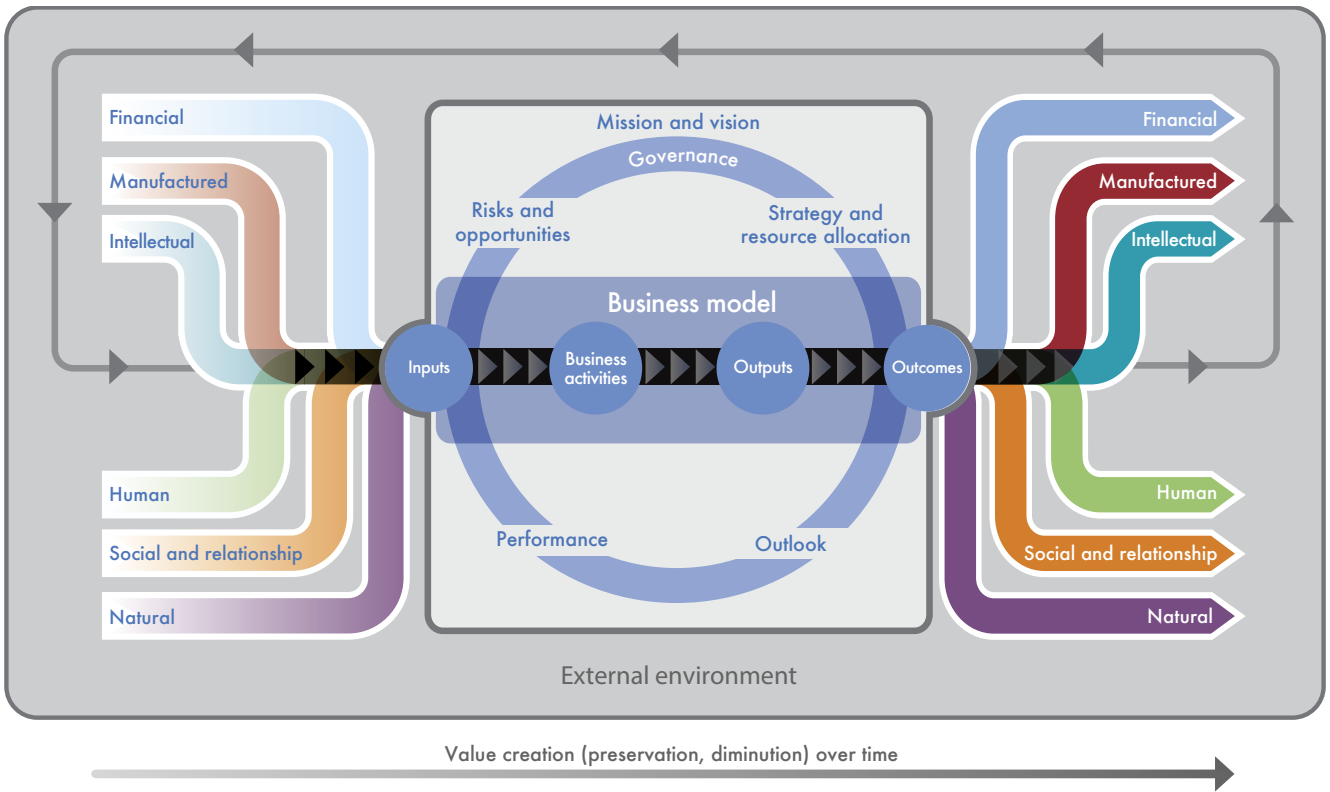 Financial
Manufactured
Intellectual
Human
Social and relationship
Natural
Mission and vision
Governance
Risks and
opportunities
Strategy and
resource allocation
Business model
Inputs
Business
activities
Outputs
Outcomes
Performance
Outlook
Financial
Manufactured
Intellectual
Human
Social and relationship
Natural
External environment
Value creation (preservation, diminution) over time